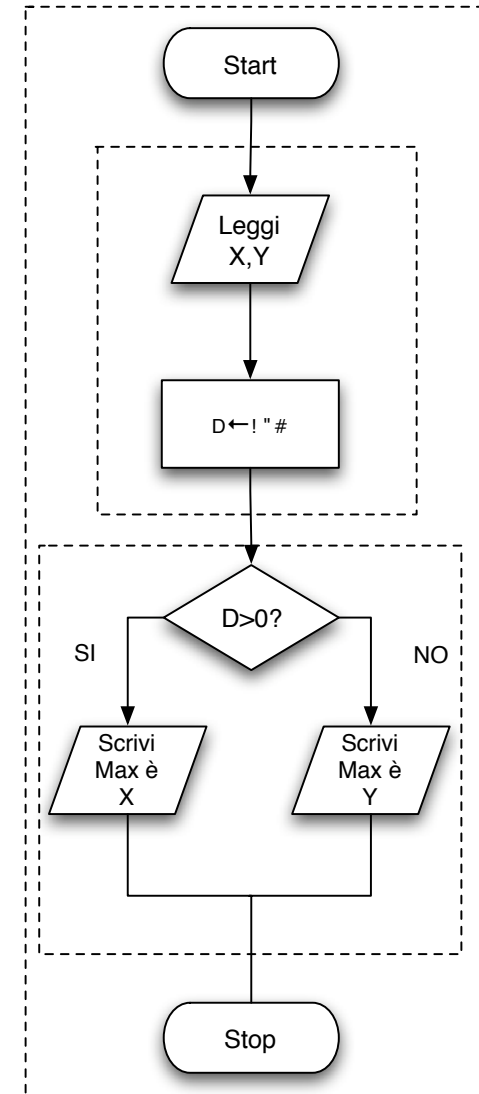 Start
Leggi
X,Y
D←! " #
D>0?
SI
NO
Scrivi
Max è
X
Scrivi
Max è
Y
Stop